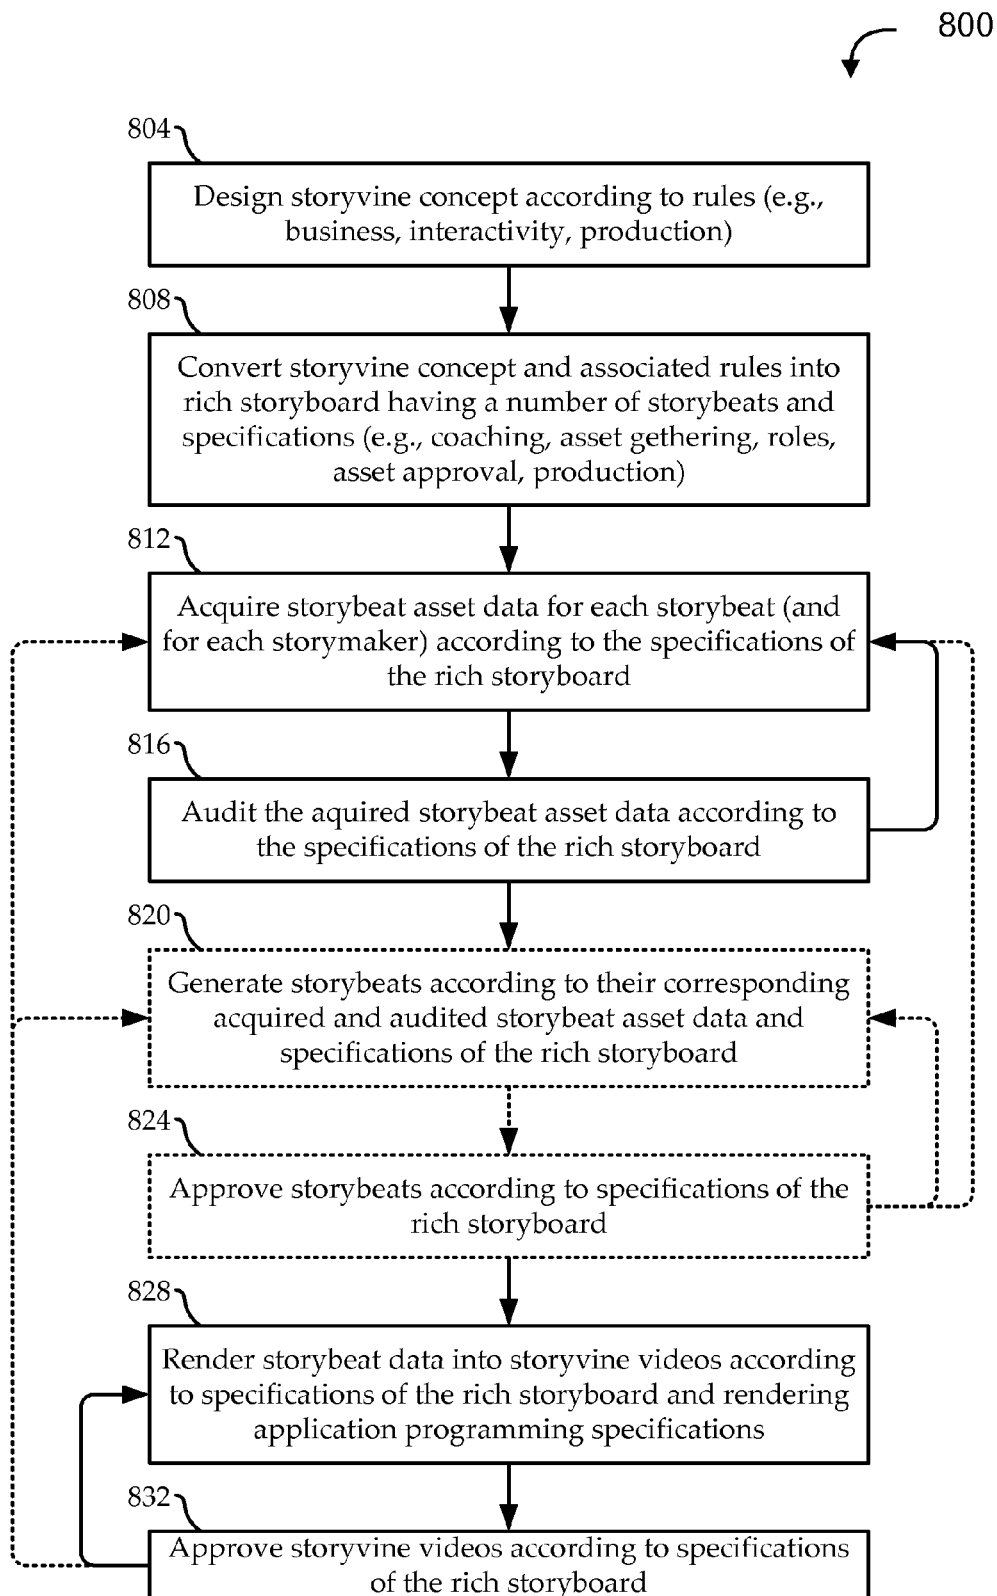 800
804
Design storyvine concept according to rules (e.g.,
business, interactivity, production)
808
Convert storyvine concept and associated rules into
rich storyboard having a number of storybeats and
specifications (e.g., coaching, asset gethering, roles,
asset approval, production)
812
Acquire storybeat asset data for each storybeat (and
for each storymaker) according to the specifications of
the rich storyboard
816
Audit the aquired storybeat asset data according to
the specifications of the rich storyboard
820
Generate storybeats according to their corresponding
acquired and audited storybeat asset data and
specifications of the rich storyboard
824
Approve storybeats according to specifications of the
rich storyboard
828
Render storybeat data into storyvine videos according
to specifications of the rich storyboard and rendering
application programming specifications
832
Approve storyvine videos according to specifications
of the rich storyboard